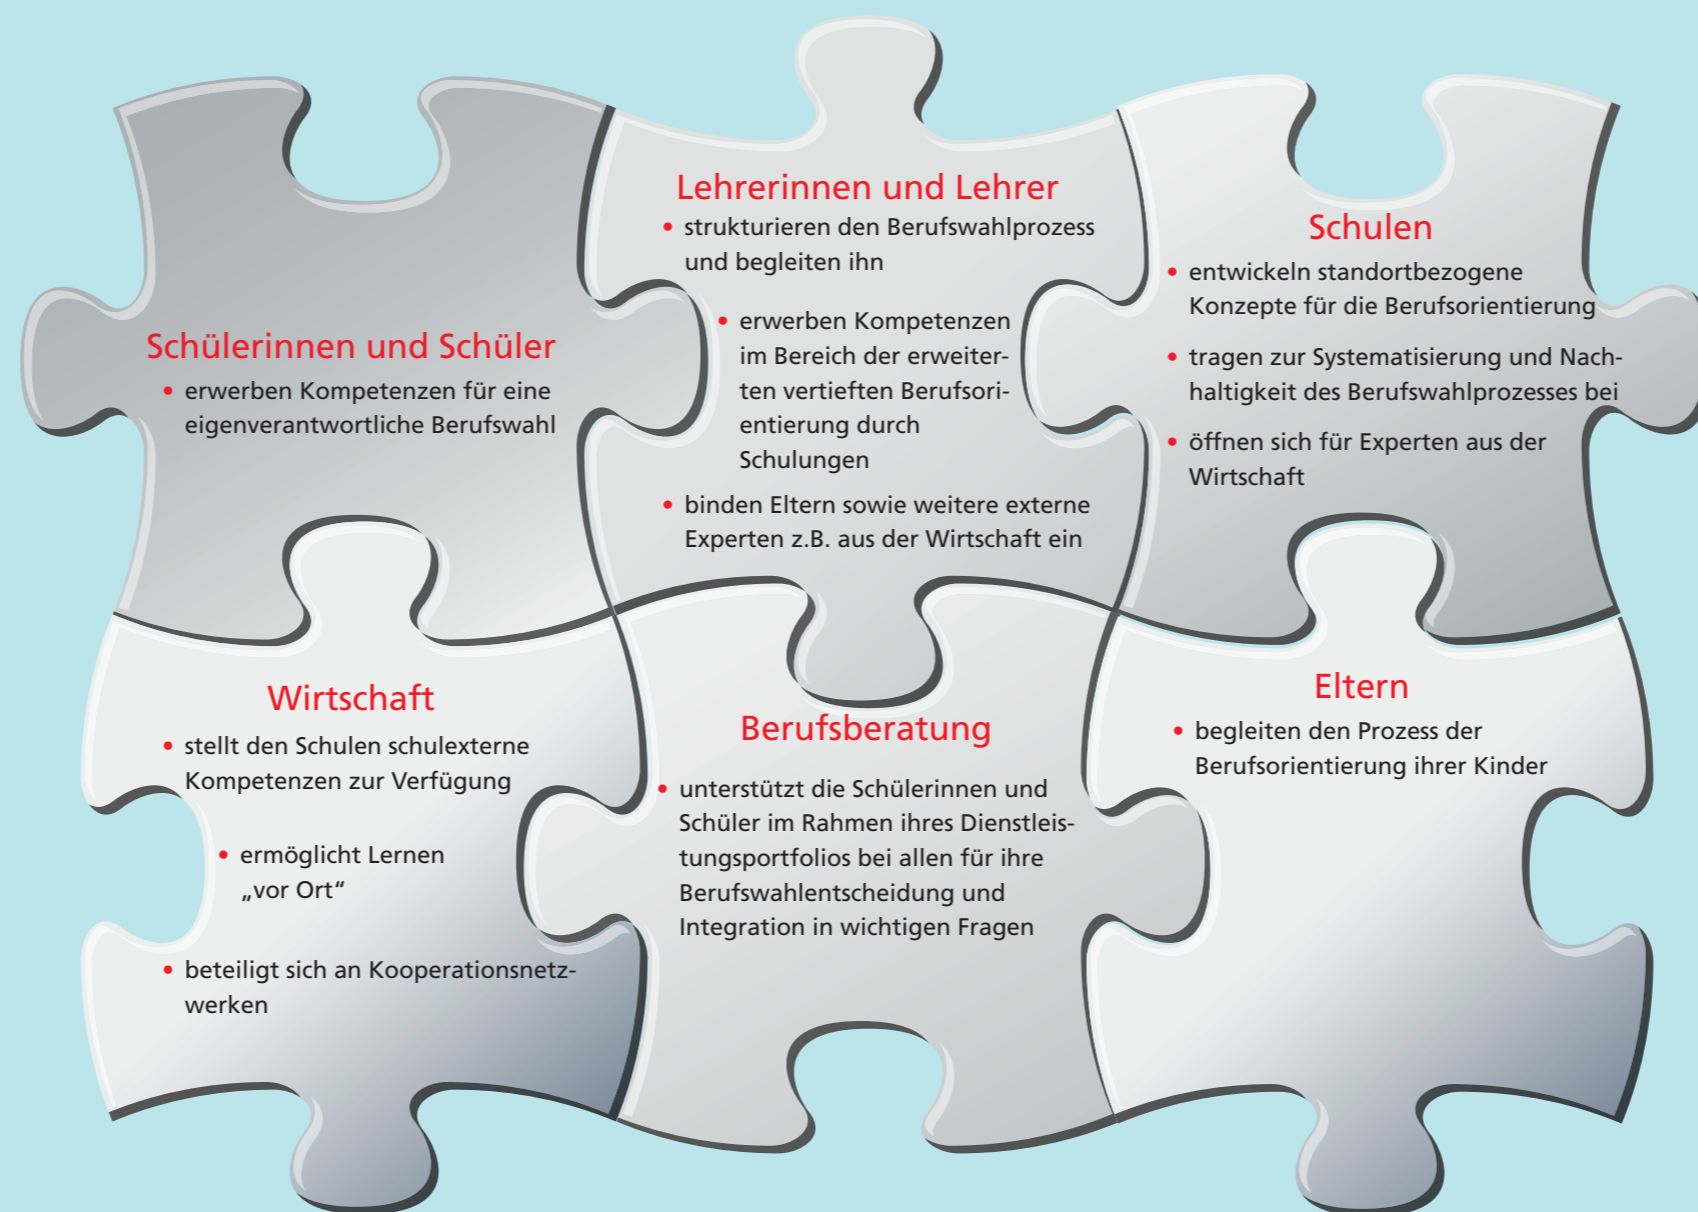 Schülerinnen und Schüler
• erwerben Kompetenzen für eine
eigenverantwortliche Berufswahl
Lehrerinnen und Lehrer
• strukturieren den Berufswahlprozess
und begleiten ihn
• erwerben Kompetenzen
im Bereich der erweiter-
ten vertieften Berufsori-
entierung durch
Schulungen
• binden Eltern sowie weitere externe
Experten z.B. aus der Wirtschaft ein
Schulen
• entwickeln standortbezogene
Konzepte für die Berufsorientierung
• tragen zur Systematisierung und Nach-
haltigkeit des Berufswahlprozesses bei
• öffnen sich für Experten aus der
Wirtschaft
Wirtschaft
• stellt den Schulen schulexterne
Kompetenzen zur Verfügung
• ermöglicht Lernen
„vor Ort“
• beteiligt sich an Kooperationsnetz-
werken
Berufsberatung
• unterstützt die Schülerinnen und
Schüler im Rahmen ihres Dienstleis-
tungsportfolios bei allen für ihre
Berufswahlentscheidung und
Integration in wichtigen Fragen
Eltern
• begleiten den Prozess der
Berufsorientierung ihrer Kinder